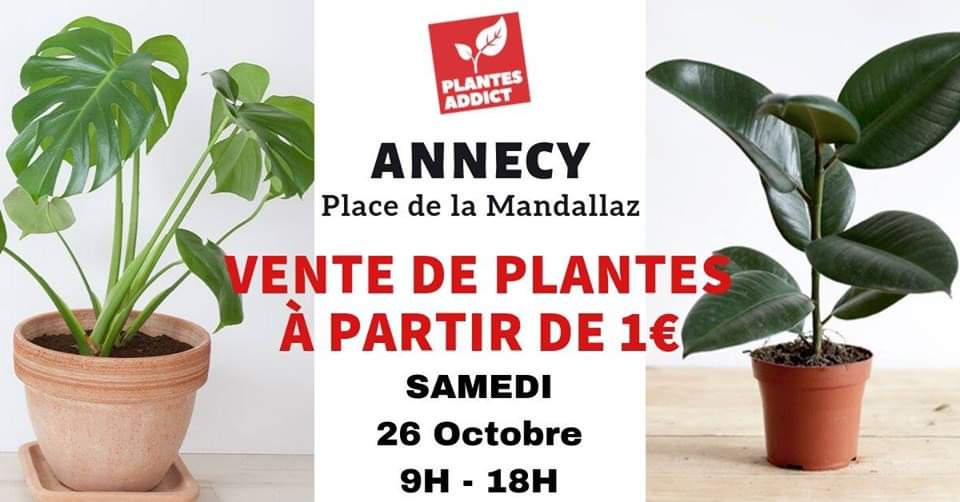 PLANTES
ADDICT
ANNECY
Place de la Mandallaz
VENTE DE PLANTES
À PARTIR DE 1€
SAMEDI
26 Octobre
9H - 18H